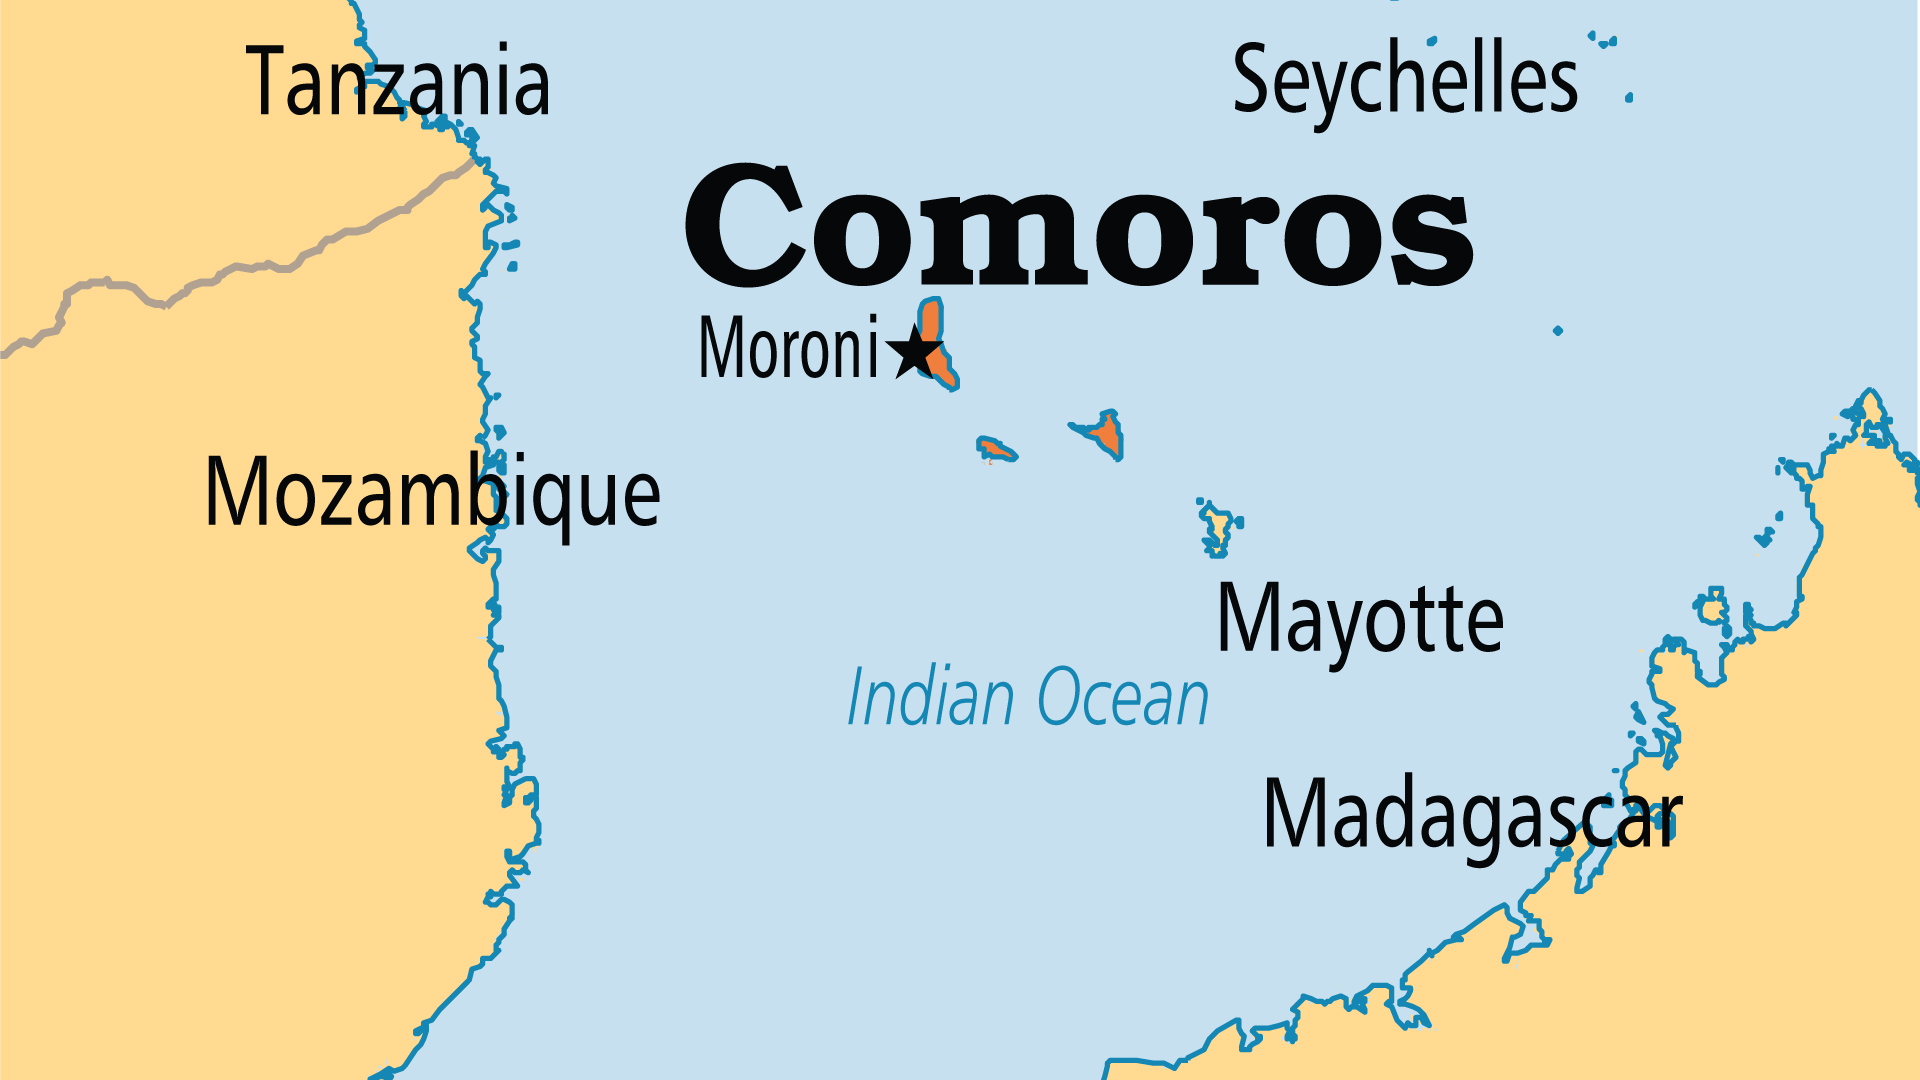 Tanzania
Seychelles
Comoros
Moroni
Mozambique
Mayotte
Indian Ocean
Madagascar